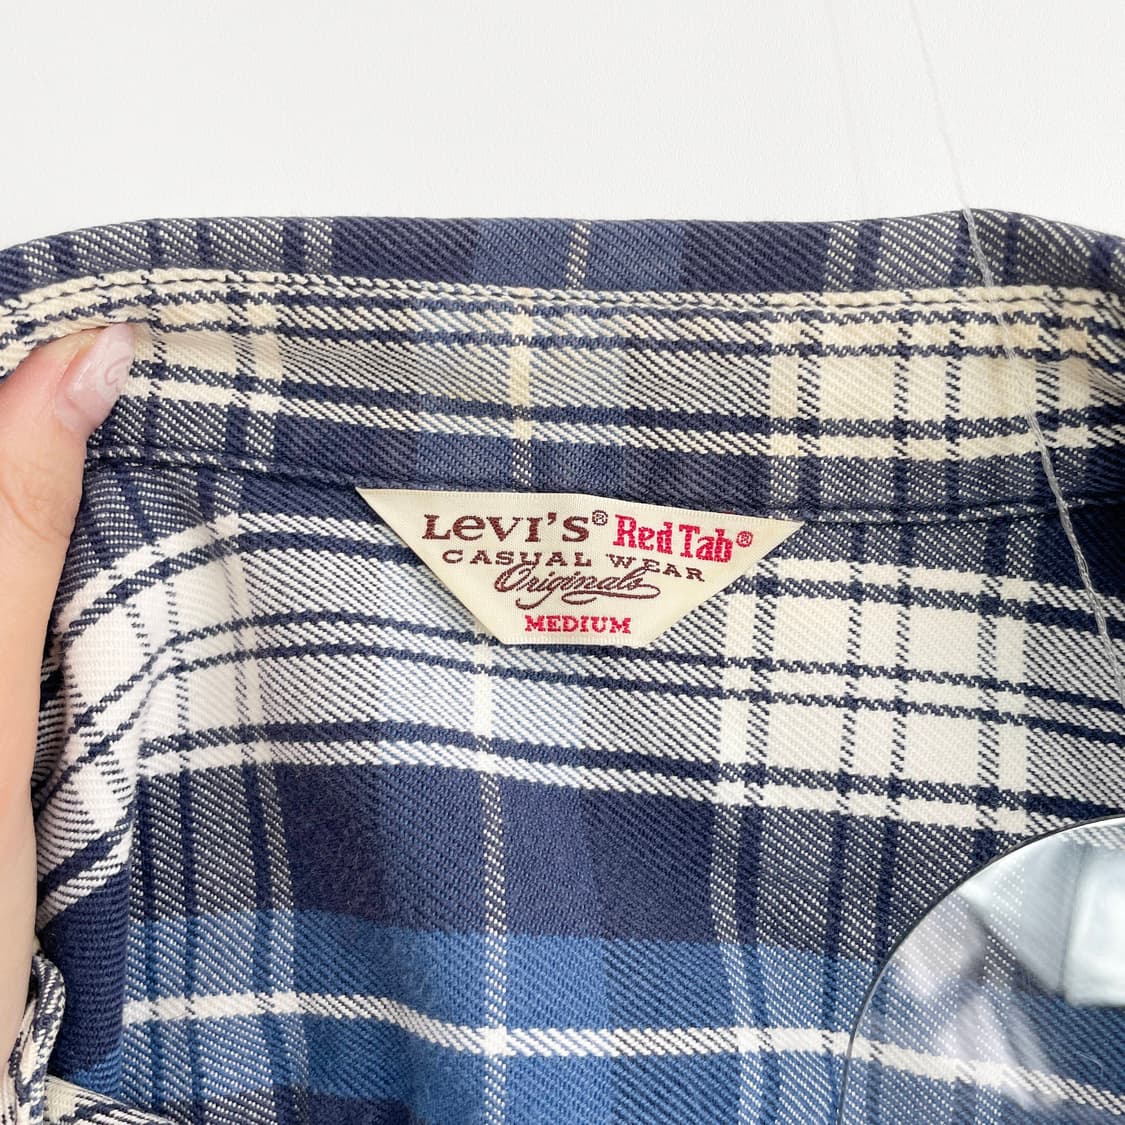 LeVI'S® Red Tab®
CASUAL WEAR
Originals
MEDIUM